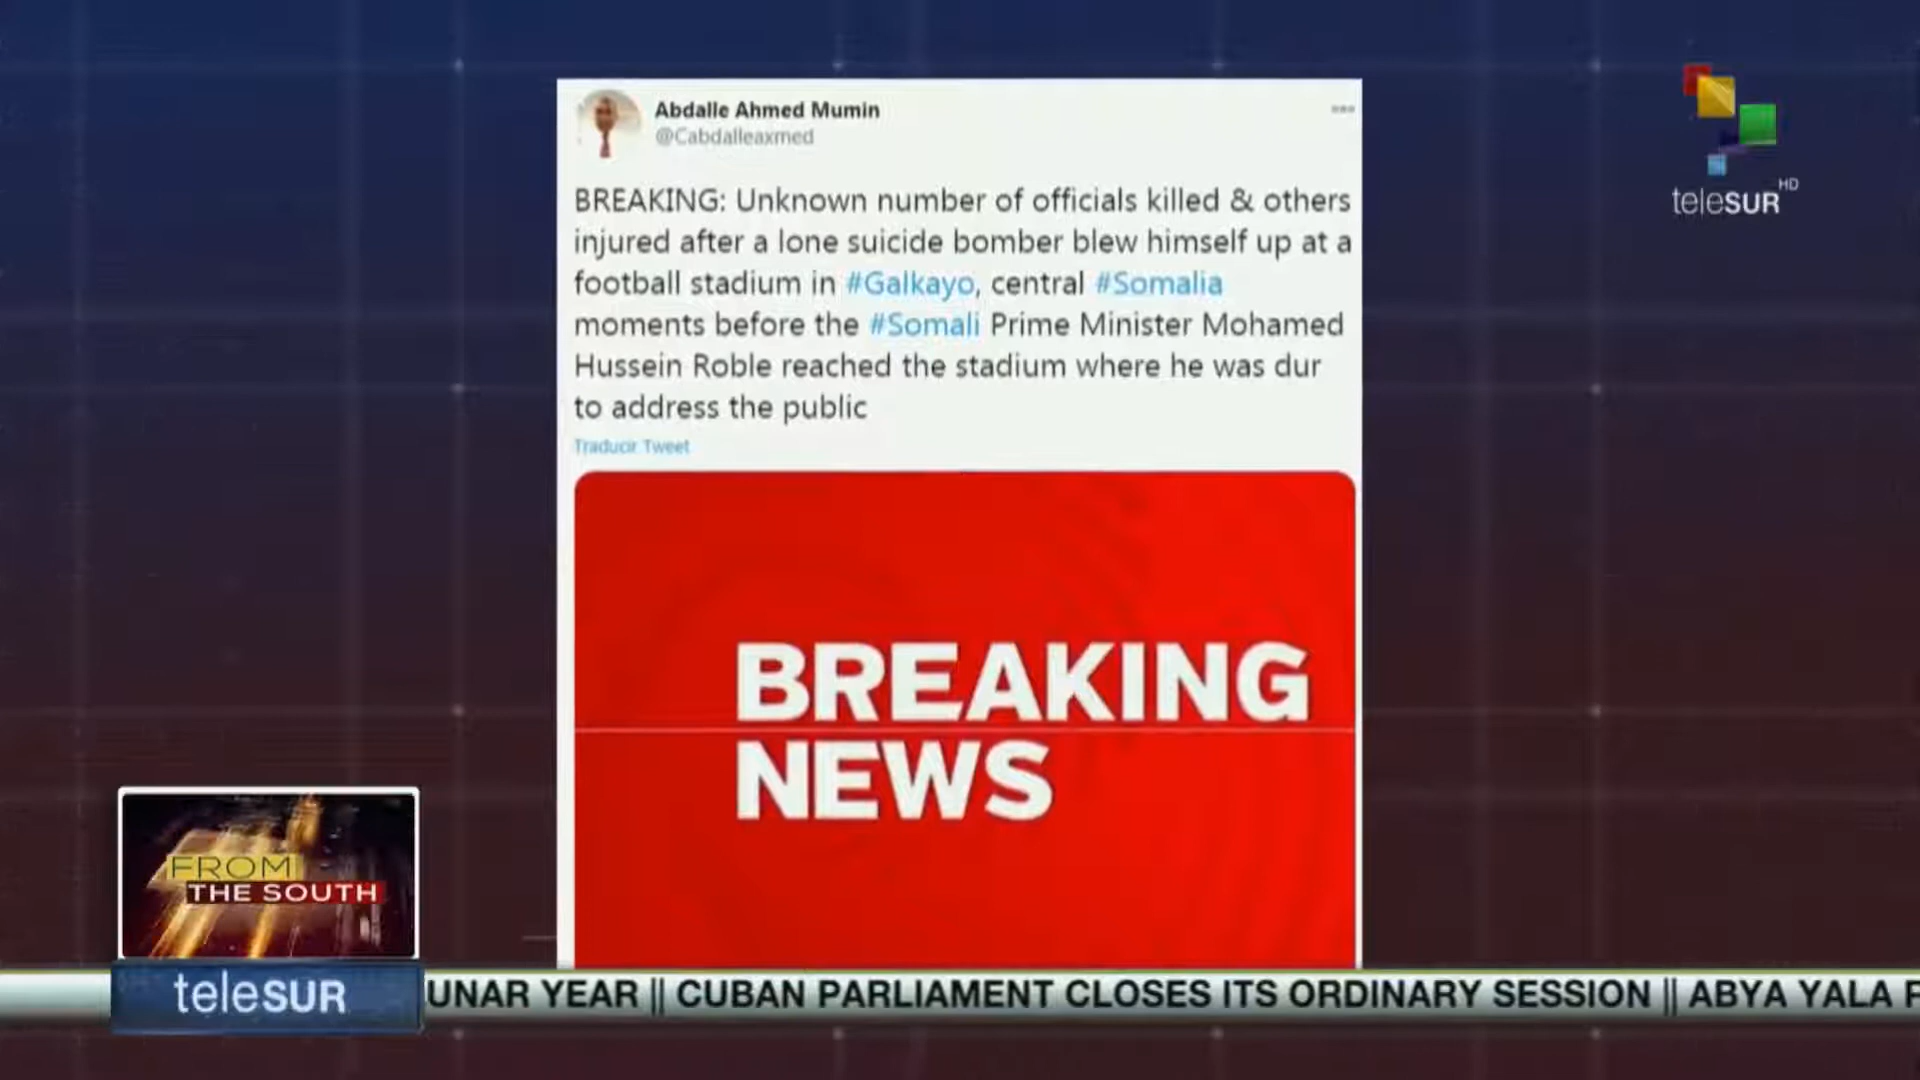 Abdalle Ahmed Mumin
@Cabdalleaxmed
BREAKING: Unknown number of officials killed & others
injured after a lone suicide bomber blew himself up at a
football stadium in #Galkayo, central #Somalia
moments before the #Somali Prime Minister Mohamed
Hussein Roble reached the stadium where he was dur
to address the public
Traducir Tweet
BREAKING
NEWS
teleSUR HD
FROM
THE SOUTH
teleSUR
UNAR YEAR || CUBAN PARLIAMENT CLOSES ITS ORDINARY SESSION || ABYA YALA